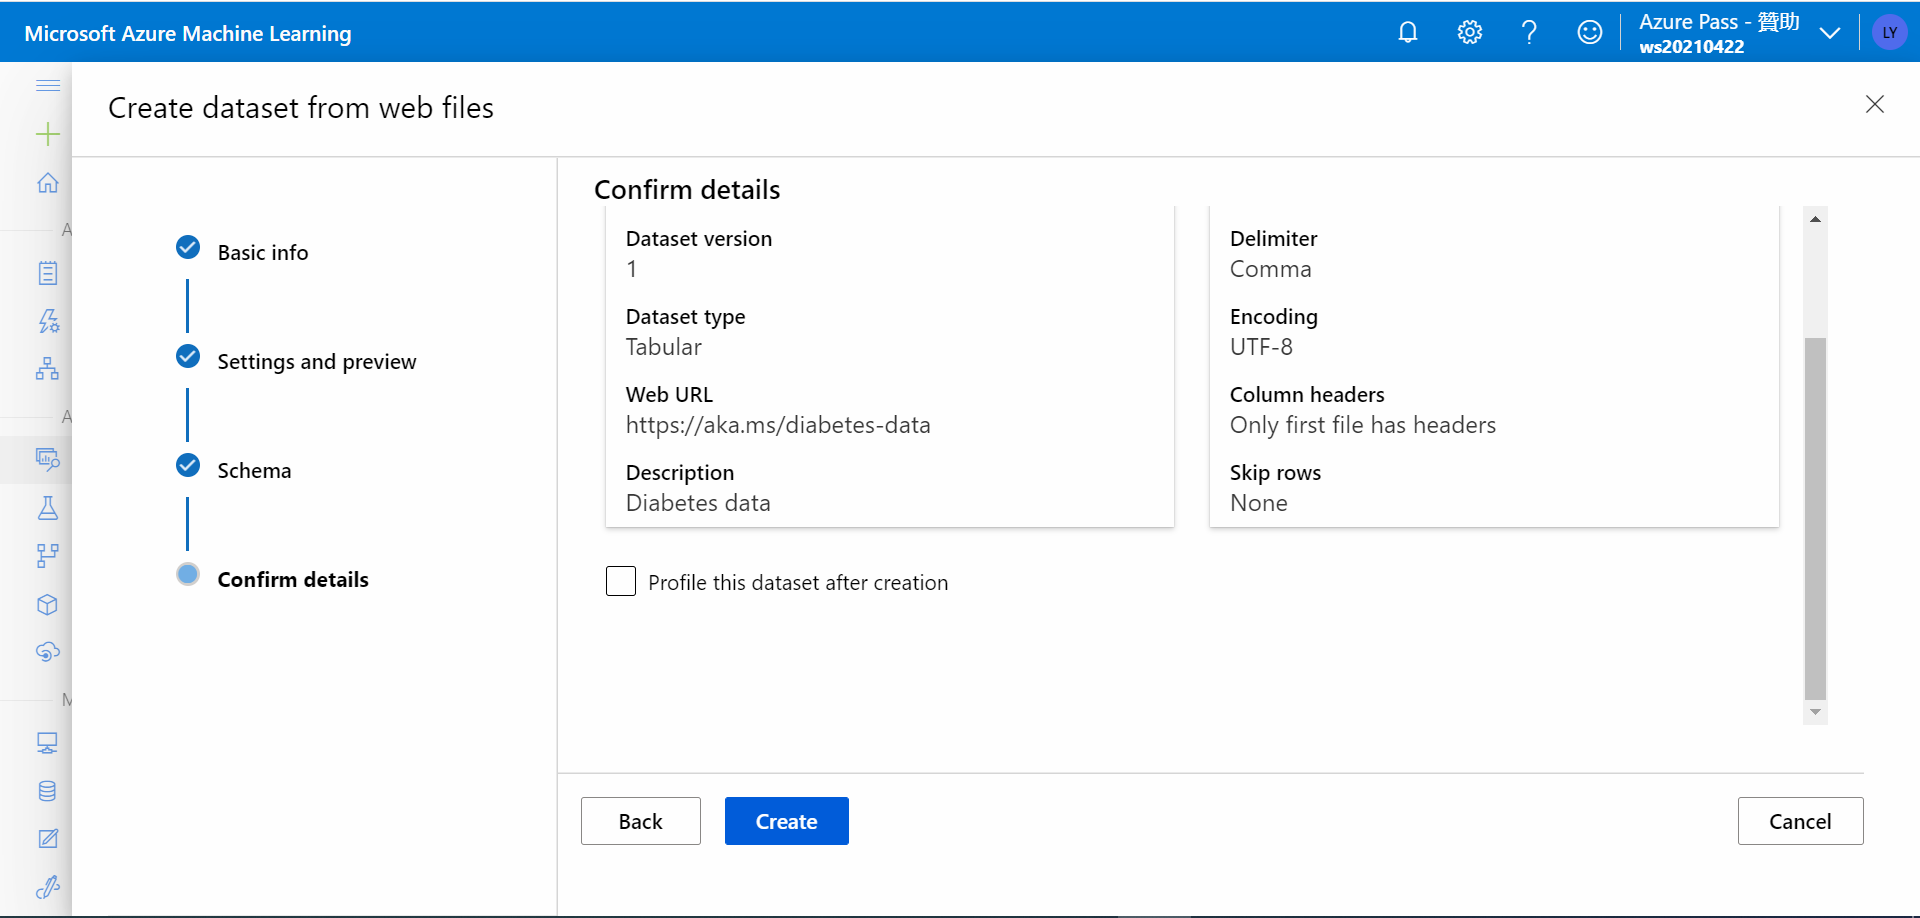 Microsoft Azure Machine Learning
Azure Pass - 贊助
ws20210422
LY
Create dataset from web files
A
A
M
Basic info
Settings and preview
Schema
Confirm details
Confirm details
Dataset version
1
Dataset type
Tabular
Web URL
https://aka.ms/diabetes-data
Description
Diabetes data
Delimiter
Comma
Encoding
UTF-8
Column headers
Only first file has headers
Skip rows
None
Profile this dataset after creation
Back
Create
Cancel